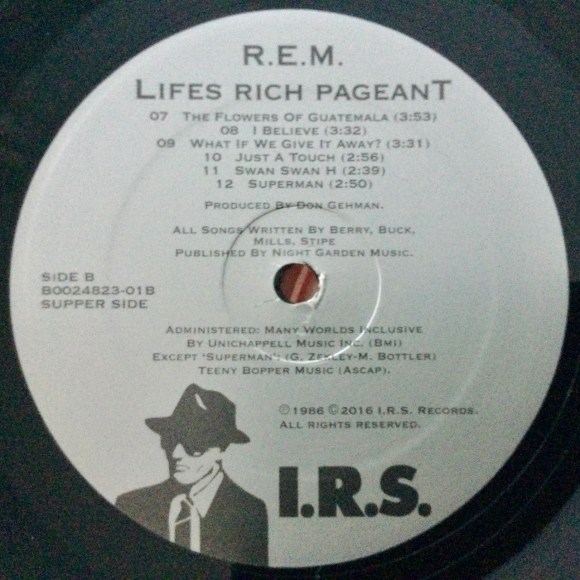 R.E.M.
LIFES RICH PAGEANT
07 THE FLOWERS OF GUATEMALA (3:53)
08 I BELIEVE (3:32)
09 WHAT IF WE GIVE IT AWAY? (3:31)
10 JUST A TOUCH (2:56)
11 SWAN SWAN H (2:39)
12 SUPERMAN (2:50)
PRODUCED BY DON GEHMAN.
ALL SONGS WRITTEN BY BERRY, BUCK,
MILLS, STIPE
PUBLISHED BY NIGHT GARDEN MUSIC.
SIDE B
B0024823-01B
SUPPER SIDE
ADMINISTERED: MANY WORLDS INCLUSIVE
BY UNICHAPPELL MUSIC INC. (BMI)
EXCEPT 'SUPERMAN': (G. ZEKLEY-M. BOTTLER)
TEENY BOPPER MUSIC (ASCAP).
℗1986 ©2016 I.R.S. RECORDS.
ALL RIGHTS RESERVED.
I.R.S.